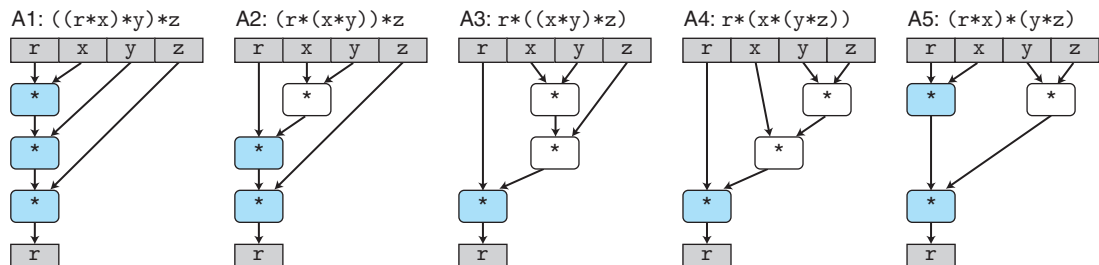 A1: ((r*x)*y)*z A2: (r*(x*y))*z A3: r*((x*y)*z) A4: r*(x*(y*z)) A5: (r*x)*(y*z)
r x y z r x y z r x y z r x y z r x y z
* * * * * *
* * * *
* * * * *
r r r r r